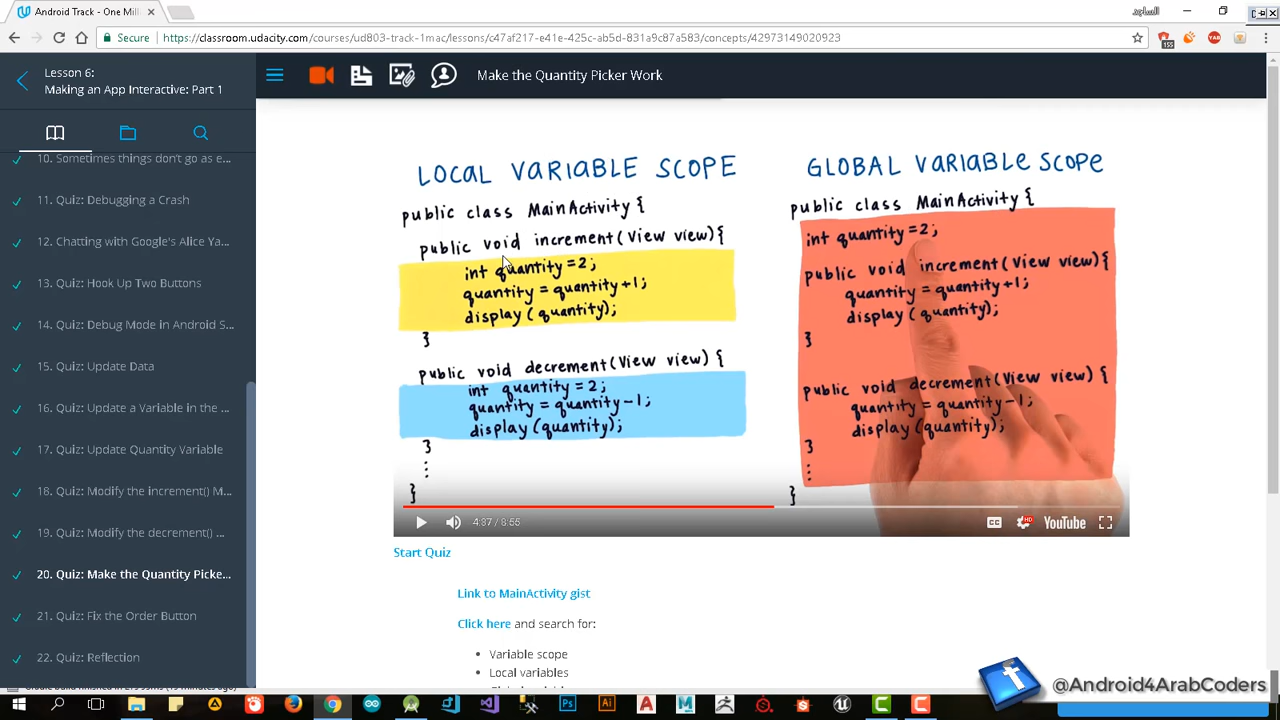 Android Track - One Mill
الساجد
Secure
https://classroom.udacity.com/courses/ud803-track-1mac/lessons/c47af217-e41e-425c-ab5d-831a9c87a583/concepts/42973149020923
155
Lesson 6:
Making an App Interactive: Part 1
Make the Quantity Picker Work
10. Sometimes things don't go as e...
11. Quiz: Debugging a Crash
12. Chatting with Google's Alice Ya...
13. Quiz: Hook Up Two Buttons
14. Quiz: Debug Mode in Android S...
15. Quiz: Update Data
16. Quiz: Update a Variable in the ...
17. Quiz: Update Quantity Variable
18. Quiz: Modify the increment() M...
19. Quiz: Modify the decrement() ...
20. Quiz: Make the Quantity Picke...
21. Quiz: Fix the Order Button
22. Quiz: Reflection
LOCAL VARIABLE SCOPE
public class MainActivity {
public void increment(View view){
int quantity = 2;
quantity = quantity +1;
display (quantity);
}
public void decrement(View view) {
int quantity = 2;
quantity = quantity -1;
display (quantity);
}
⋮
}
GLOBAL VARIABLE SCOPE
public class MainActivity {
int quantity = 2;
public void increment(View view){
quantity = quantity +1;
display (quantity);
}
public void decrement(View view) {
quantity = quantity -1;
display (quantity);
}
⋮
}
4:37 / 8:55
CC
HD
YouTube
Start Quiz
Link to MainActivity gist
Click here and search for:
• Variable scope
• Local variables
@Android4ArabCoders